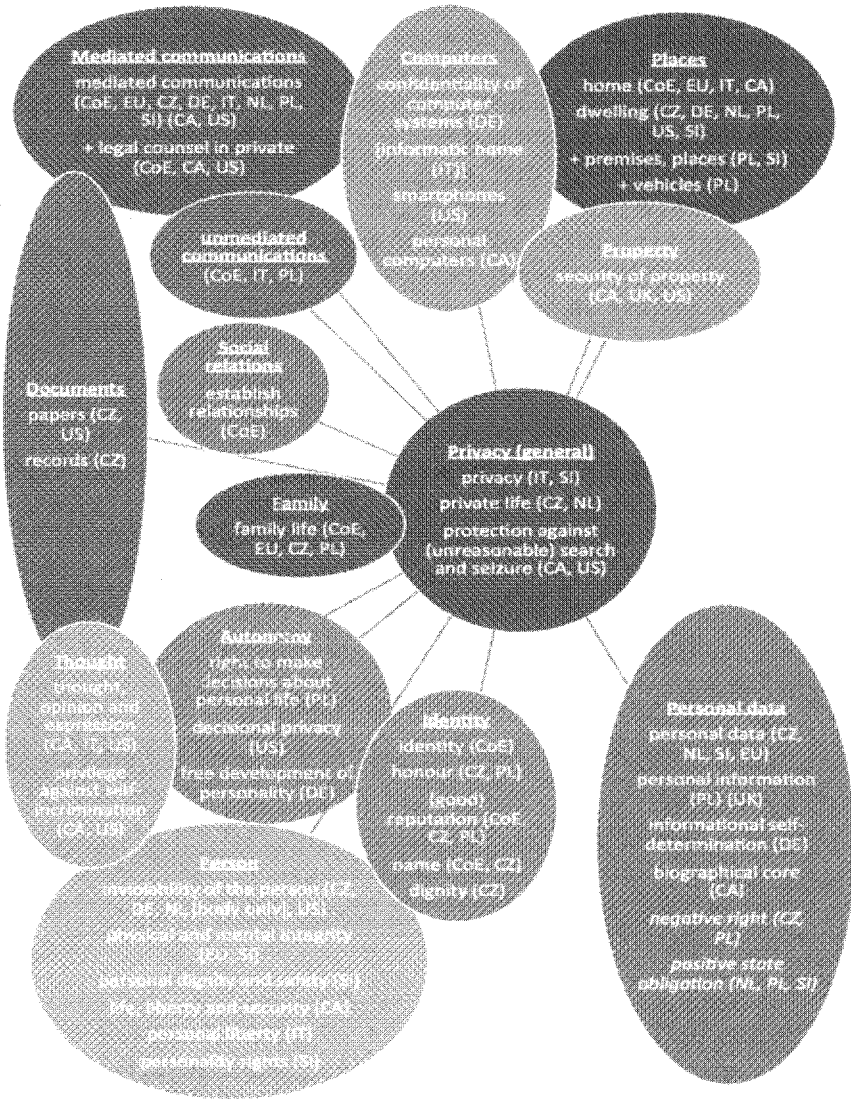 Mediated communications
mediated communications
(CoE, EU, CZ, DE, IT, NL, PL,
SI) (CA, US)
+ legal counsel in private
(CoE, CA, US)
Computers
confidentiality of
computer
systems (DE)
[informatic home
(IT)]
smartphones
(US)
personal
computers (CA)
Places
home (CoE, EU, IT, CA)
dwelling (CZ, DE, NL, PL,
US, SI)
+ premises, places (PL, SI)
+ vehicles (PL)
unmediated
communications
(CoE, IT, PL)
Property
security of property
(CA, UK, US)
Social
relations
establish
relationships
(CoE)
Documents
papers (CZ,
US)
records (CZ)
Privacy (general)
privacy (IT, SI)
private life (CZ, NL)
protection against
(unreasonable) search
and seizure (CA, US)
Family
family life (CoE,
EU, CZ, PL)
Autonomy
right to make
decisions about
personal life (PL)
decisional privacy
(US)
free development of
personality (DE)
Thought
thought,
opinion and
expression
(CA, IT, US)
privilege
against self-
incrimination
(CA, US)
Identity
identity (CoE)
honour (CZ, PL)
(good)
reputation (CoE,
CZ, PL)
name (CoE, CZ)
dignity (CZ)
Personal data
personal data (CZ,
NL, SI, EU)
personal information
(PL) (UK)
informational self-
determination (DE)
biographical core
(CA)
negative right (CZ,
PL)
positive state
obligation (NL, PL, SI)
Person
inviolability of the person (CZ,
DE, NL [body only], US)
physical and mental integrity
(EU, SI)
personal dignity and safety (SI)
life, liberty and security (CA)
personal liberty (IT)
personality rights (SI)